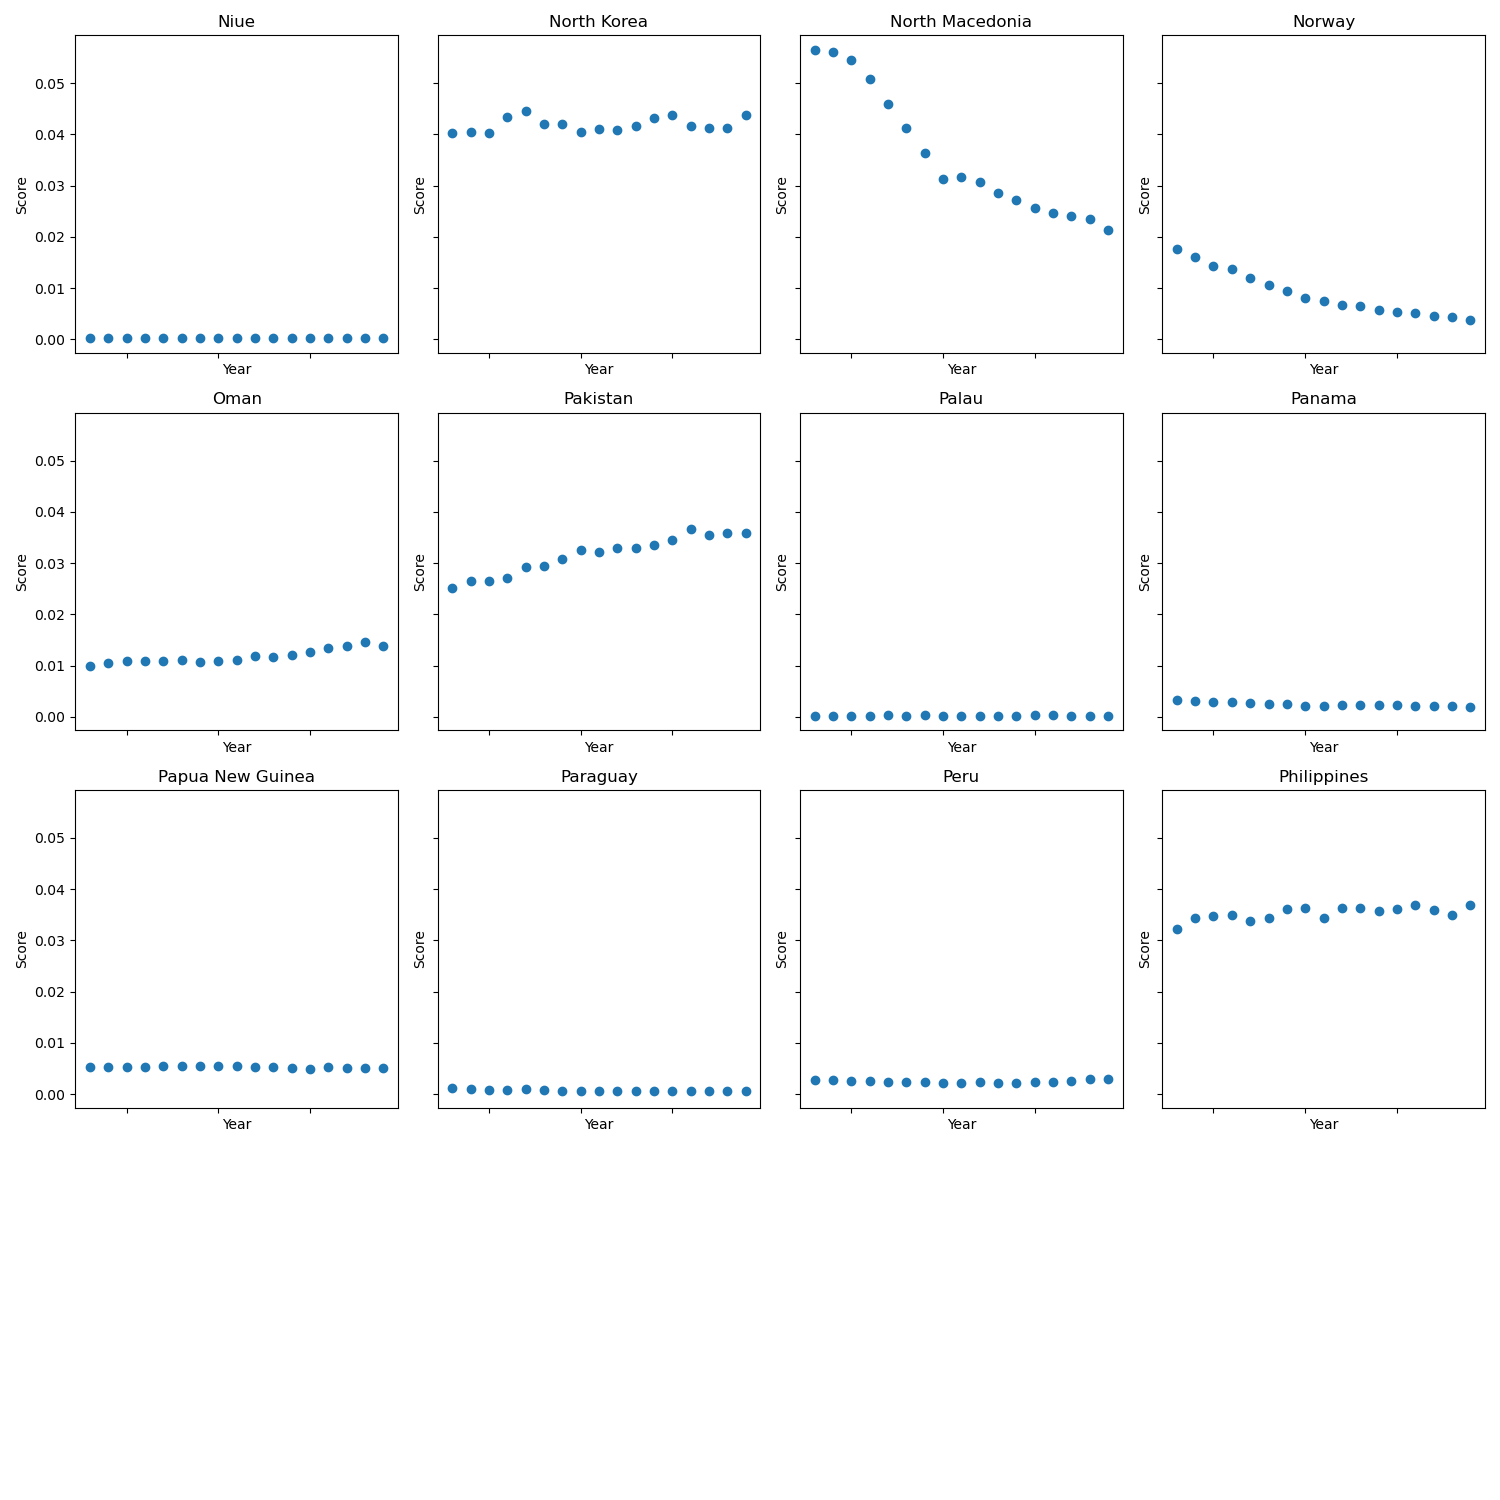 Niue
North Korea
North Macedonia
Norway
0.05
0.04
0.03
0.02
0.01
0.00
Score
Score
Score
Score
Year
Year
Year
Year
Oman
Pakistan
Palau
Panama
0.05
0.04
0.03
0.02
0.01
0.00
Score
Score
Score
Score
Year
Year
Year
Year
Papua New Guinea
Paraguay
Peru
Philippines
0.05
0.04
0.03
0.02
0.01
0.00
Score
Score
Score
Score
Year
Year
Year
Year